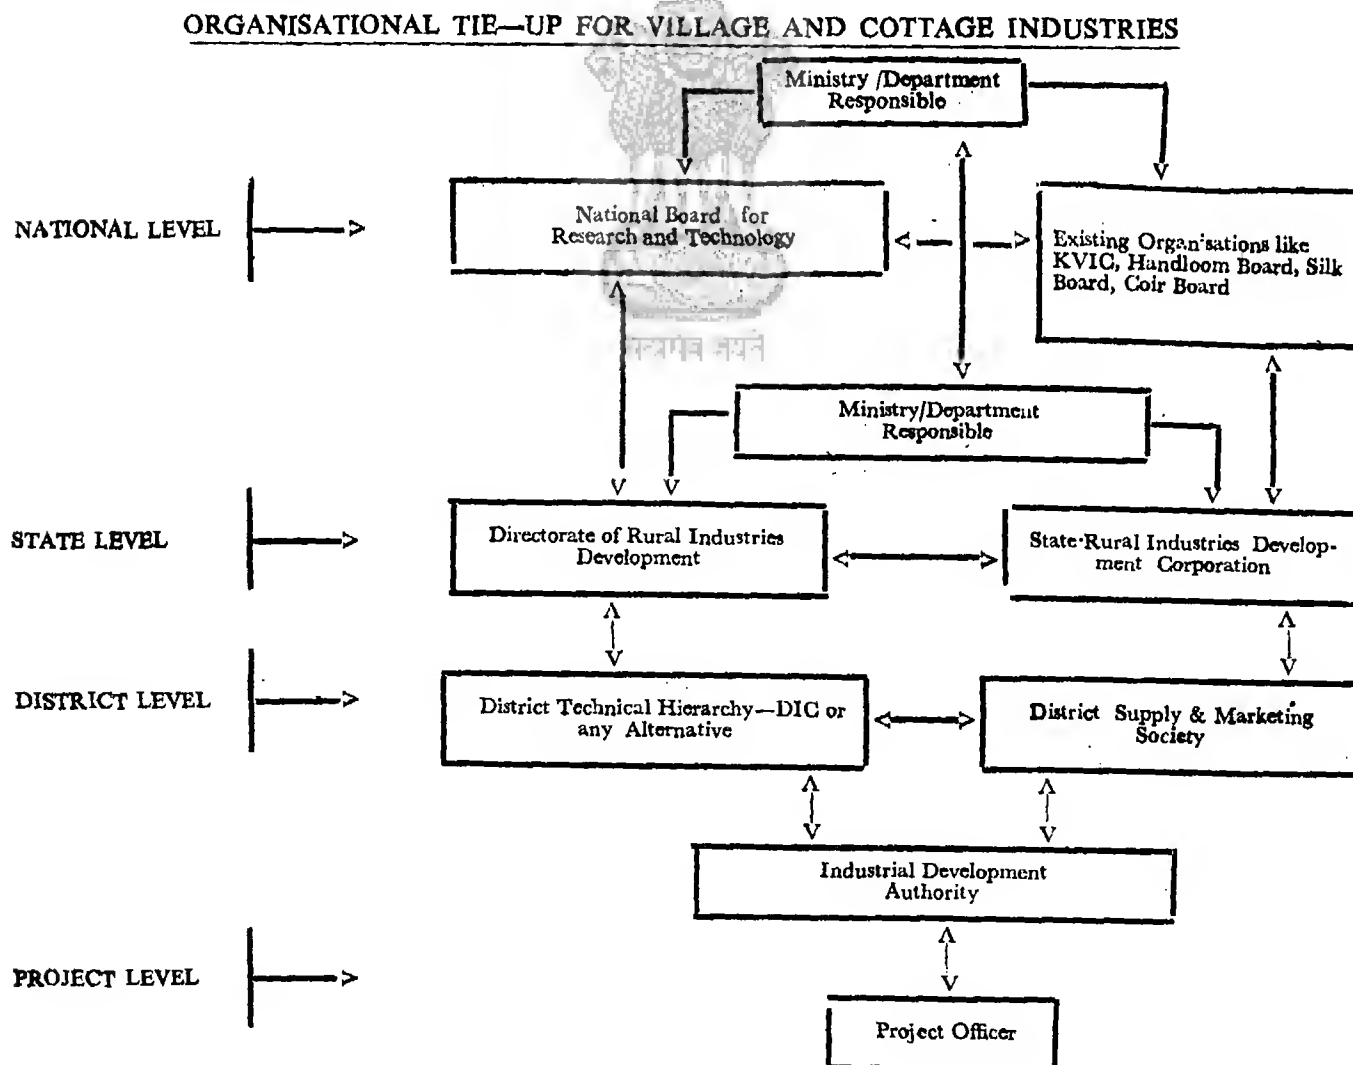 ORGANISATIONAL TIE—UP FOR VILLAGE AND COTTAGE INDUSTRIES
Ministry /Department
Responsible
NATIONAL LEVEL
National Board for
Research and Technology
Existing Organisations like
KVIC, Handloom Board, Silk
Board, Coir Board
Ministry/Department
Responsible
STATE LEVEL
Directorate of Rural Industries
Development
State Rural Industries Develop-
ment Corporation
DISTRICT LEVEL
District Technical Hierarchy—DIC or
any Alternative
District Supply & Marketing
Society
Industrial Development
Authority
PROJECT LEVEL
Project Officer